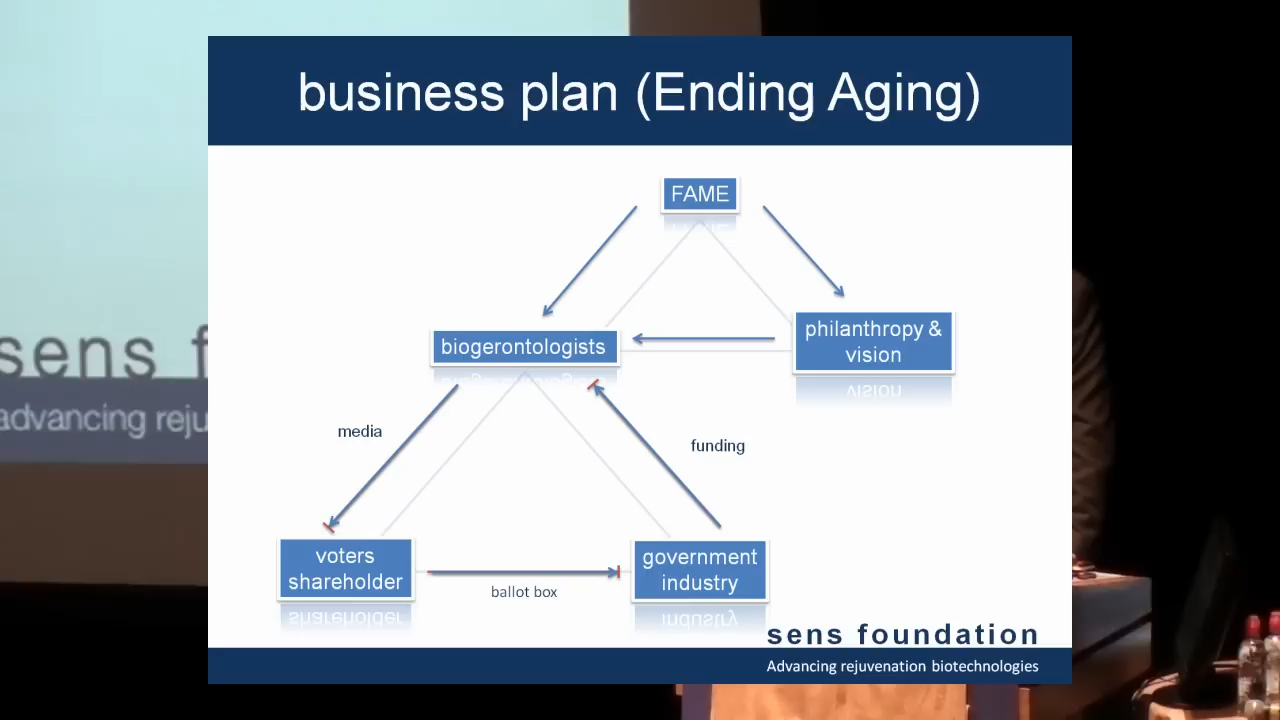 business plan (Ending Aging)
FAME
philanthropy &
vision
biogerontologists
media
funding
voters
shareholder
government
industry
ballot box
sens foundation
Advancing rejuvenation biotechnologies
sens f
advancing reju